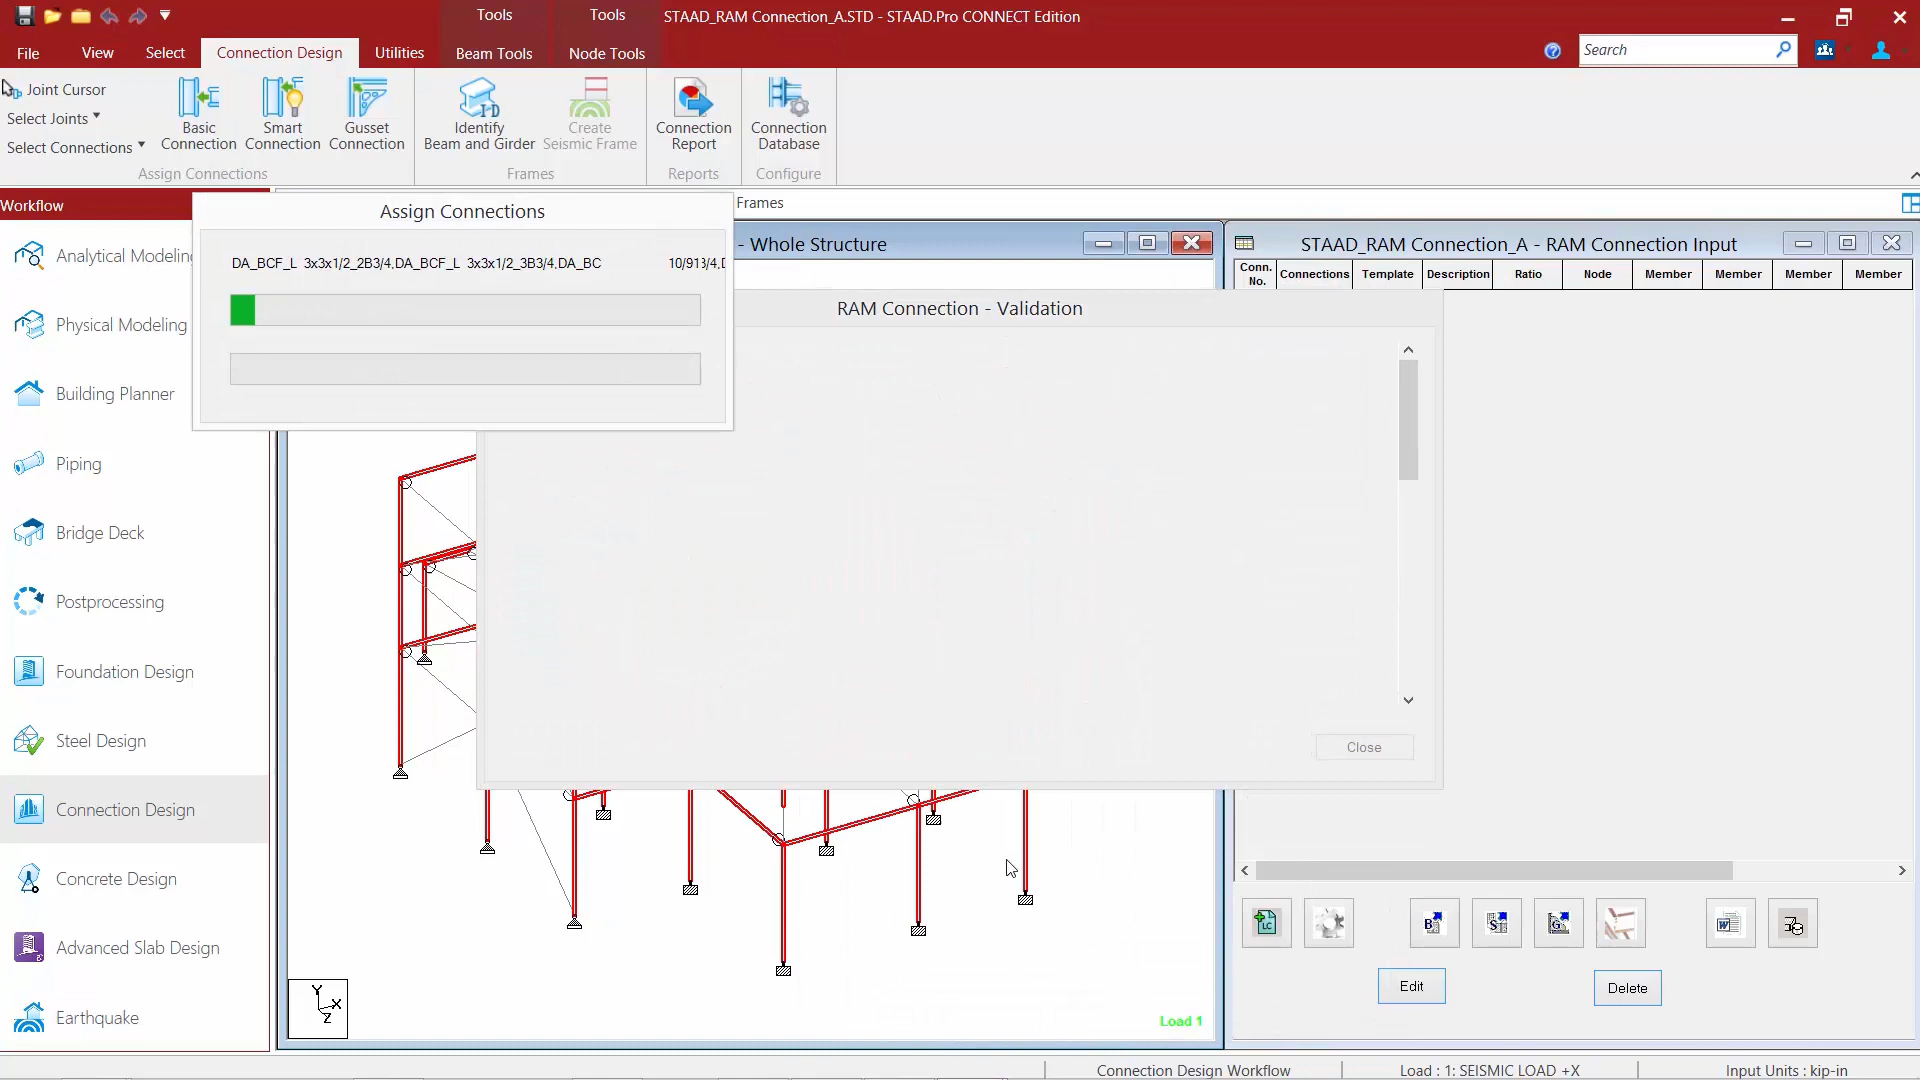 Tools
Tools
STAAD_RAM Connection_A.STD - STAAD.Pro CONNECT Edition
File
View
Select
Connection Design
Utilities
Beam Tools
Node Tools
Search
Joint Cursor
Select Joints
Select Connections
Basic
Connection
Smart
Connection
Gusset
Connection
Identify
Beam and Girder
Create
Seismic Frame
Connection
Report
Connection
Database
Assign Connections
Frames
Reports
Configure
Workflow
Frames
Assign Connections
DA_BCF_L 3x3x1/2_2B3/4,DA_BCF_L 3x3x1/2_3B3/4,DA_BC
10/913/4,
- Whole Structure
STAAD_RAM Connection_A - RAM Connection Input
Conn. No.
Connections
Template
Description
Ratio
Node
Member
Member
Member
Member
RAM Connection - Validation
Close
Analytical Modeling
Physical Modeling
Building Planner
Piping
Bridge Deck
Postprocessing
Foundation Design
Steel Design
Connection Design
Concrete Design
Advanced Slab Design
Earthquake
Y
X
Z
Load 1
LC
B
S
G
Edit
Delete
Connection Design Workflow
Load : 1: SEISMIC LOAD +X
Input Units : kip-in